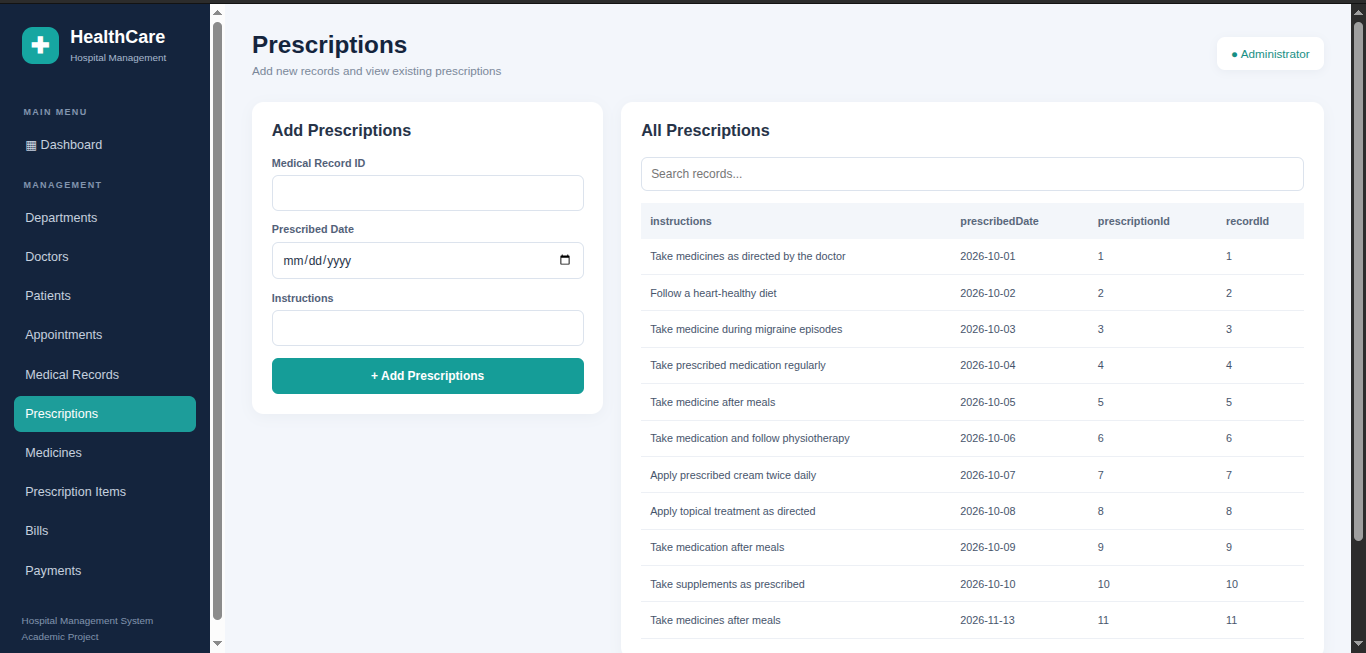 HealthCare
Hospital Management
MAIN MENU
▦ Dashboard
MANAGEMENT
Departments
Doctors
Patients
Appointments
Medical Records
Prescriptions
Medicines
Prescription Items
Bills
Payments
Hospital Management System
Academic Project
Prescriptions
Add new records and view existing prescriptions
● Administrator
Add Prescriptions
Medical Record ID
Prescribed Date
mm/dd/yyyy
Instructions
+ Add Prescriptions
All Prescriptions
Search records...
instructions prescribedDate prescriptionId recordId
Take medicines as directed by the doctor 2026-10-01 1 1
Follow a heart-healthy diet 2026-10-02 2 2
Take medicine during migraine episodes 2026-10-03 3 3
Take prescribed medication regularly 2026-10-04 4 4
Take medicine after meals 2026-10-05 5 5
Take medication and follow physiotherapy 2026-10-06 6 6
Apply prescribed cream twice daily 2026-10-07 7 7
Apply topical treatment as directed 2026-10-08 8 8
Take medication after meals 2026-10-09 9 9
Take supplements as prescribed 2026-10-10 10 10
Take medicines after meals 2026-11-13 11 11